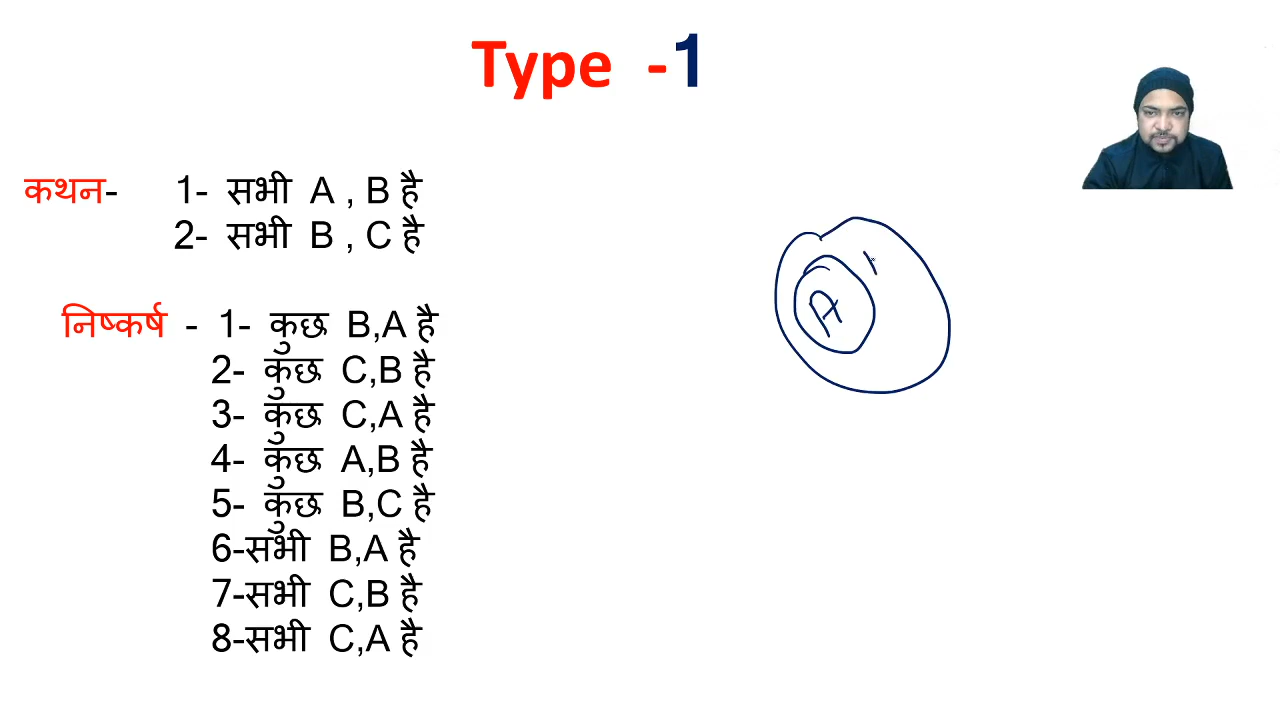 Type -1
कथन- 1- सभी A , B है
2- सभी B , C है
निष्कर्ष - 1- कुछ B,A है
2- कुछ C,B है
3- कुछ C,A है
4- कुछ A,B है
5- कुछ B,C है
6-सभी B,A है
7-सभी C,B है
8-सभी C,A है
A